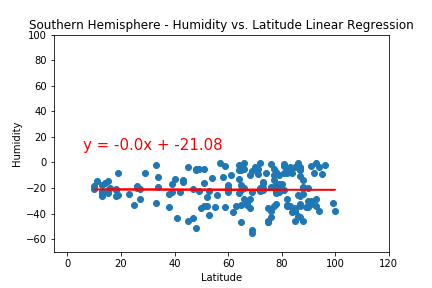 Southern Hemisphere - Humidity vs. Latitude Linear Regression
100
80
60
40
20
0
−20
−40
−60
Humidity
y = -0.0x + -21.08
0 20 40 60 80 100 120
Latitude